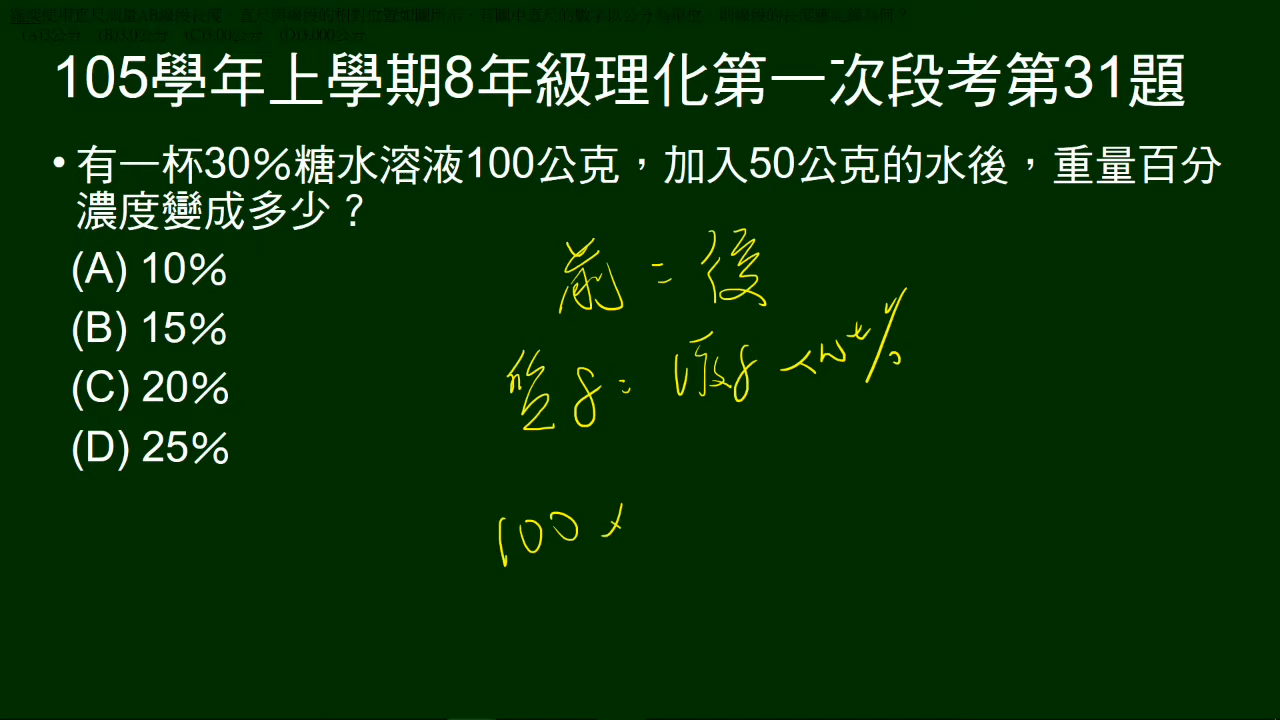 105學年上學期8年級理化第一次段考第31題
• 有一杯30%糖水溶液100公克，加入50公克的水後，重量百分
濃度變成多少？
(A) 10%
(B) 15%
(C) 20%
(D) 25%
前 = 後
質g = 液g × wt%
100 ×